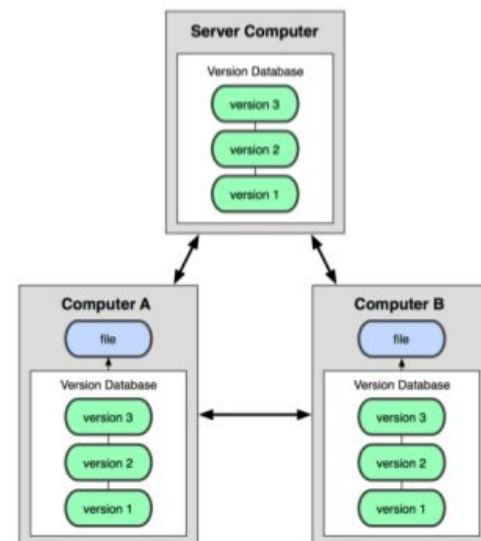 Server Computer
Version Database
version 3
version 2
version 1
Computer A
file
Version Database
version 3
version 2
version 1
Computer B
file
Version Database
version 3
version 2
version 1